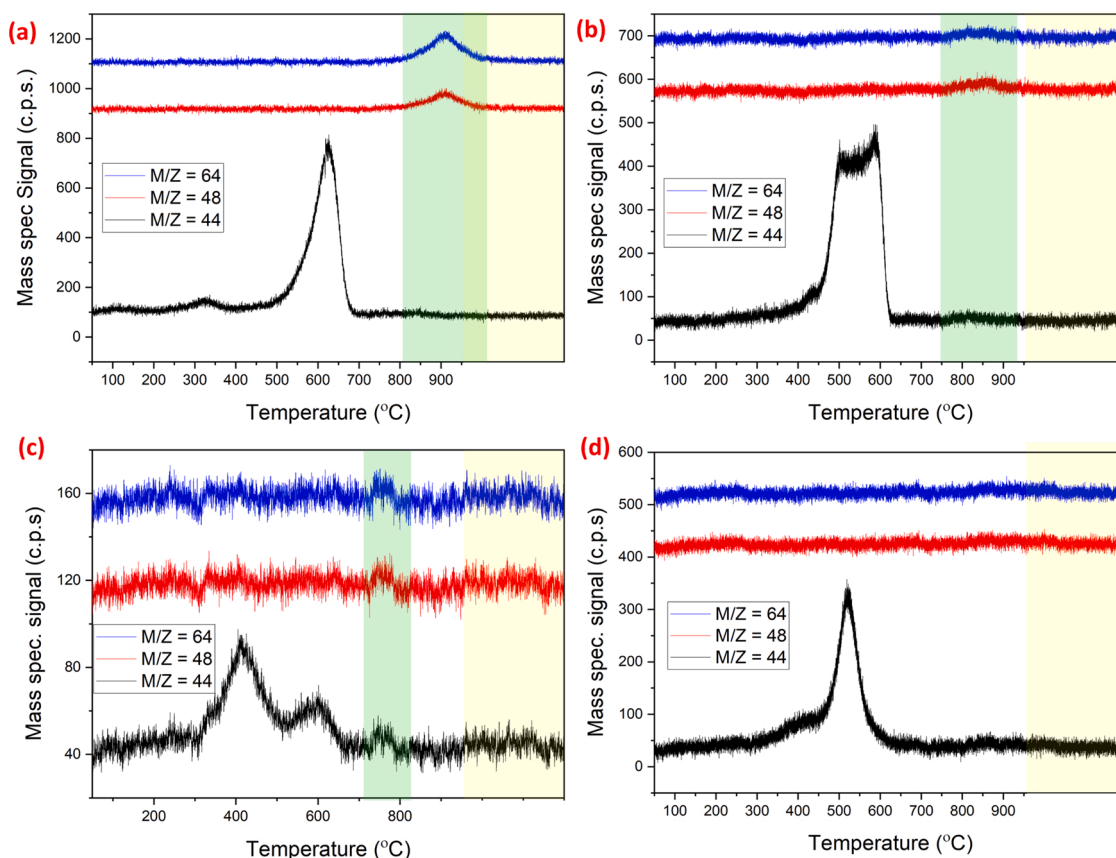 (a)
Mass spec Signal (c.p.s.)
1200
1000
800
600
400
200
0
M/Z = 64
M/Z = 48
M/Z = 44
100 200 300 400 500 600 700 800 900
Temperature (°C)
(b)
Mass spec signal (c.p.s.)
700
600
500
400
300
200
100
0
M/Z = 64
M/Z = 48
M/Z = 44
100 200 300 400 500 600 700 800 900
Temperature (°C)
(c)
Mass spec. signal (c.p.s)
160
120
80
40
M/Z = 64
M/Z = 48
M/Z = 44
200 400 600 800
Temperature (°C)
(d)
Mass spec. signal (c.p.s)
600
500
400
300
200
100
0
M/Z = 64
M/Z = 48
M/Z = 44
100 200 300 400 500 600 700 800 900
Temperature (°C)